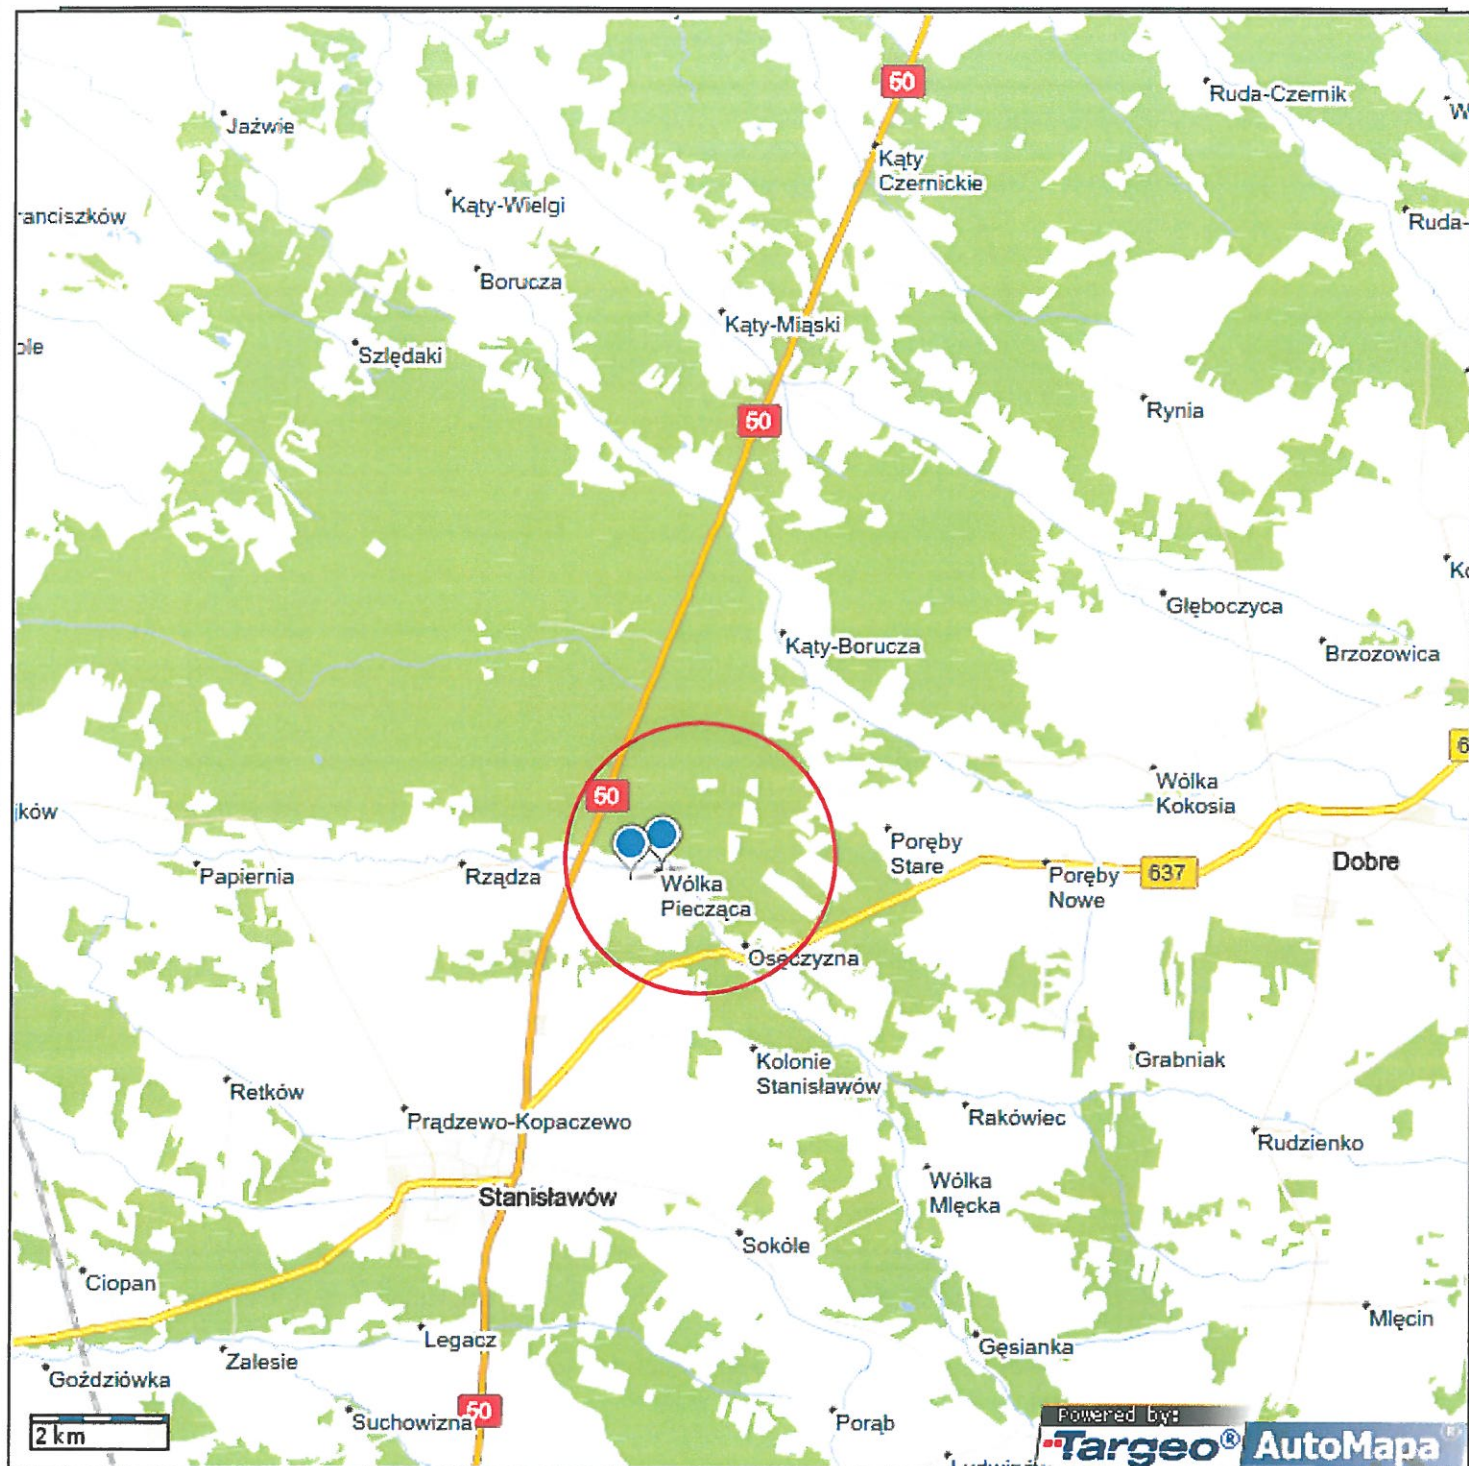 50
Ruda-Czernik
Jaźwie
Kąty
Czernickie
Kąty-Wielgi
anciszków
Ruda-
Borucza
Kąty-Miąski
Szlędaki
50
Rynia
Głęboczyca
Kąty-Borucza
Brzozowica
Wólka
Kokosia
50
ików
Poręby
Stare
Dobre
Papiernia
Rządza
Wólka
Piecząca
Poręby
Nowe
637
Osęczyzna
Kolonie
Stanisławów
Grabniak
Retków
Prądzewo-Kopaczewo
Rakówiec
Rudzienko
Wólka
Mlęcka
Stanisławów
Sokóle
Ciopan
Mlęcin
Legacz
Gęsianka
Zalesie
Goździówka
Suchowizna
50
Porąb
2 km
Powered by:
Targeo® AutoMapa®